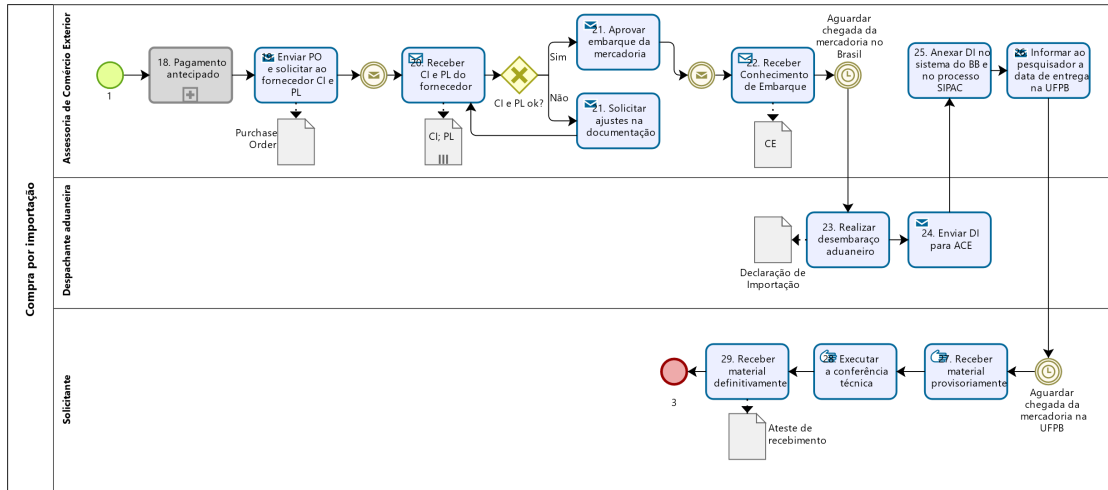 Compra por importação
Assessoria de Comércio Exterior
1
18. Pagamento
antecipado
Enviar PO
e solicitar ao
fornecedor CI e
PL
Purchase
Order
20. Receber
CI e PL do
fornecedor
CI; PL
CI e PL ok?
Sim
Não
21. Aprovar
embarque da
mercadoria
21. Solicitar
ajustes na
documentação
22. Receber
Conhecimento
de Embarque
CE
Aguardar
chegada da
mercadoria no
Brasil
25. Anexar DI no
sistema do BB e
no processo
SIPAC
Informar ao
pesquisador a
data de entrega
na UFPB
Despachante aduaneira
23. Realizar
desembaraço
aduaneiro
Declaração de
Importação
24. Enviar DI
para ACE
Solicitante
Aguardar
chegada da
mercadoria na
UFPB
Receber
material
provisoriamente
28. Executar
a conferência
técnica
29. Receber
material
definitivamente
Ateste de
recebimento
3